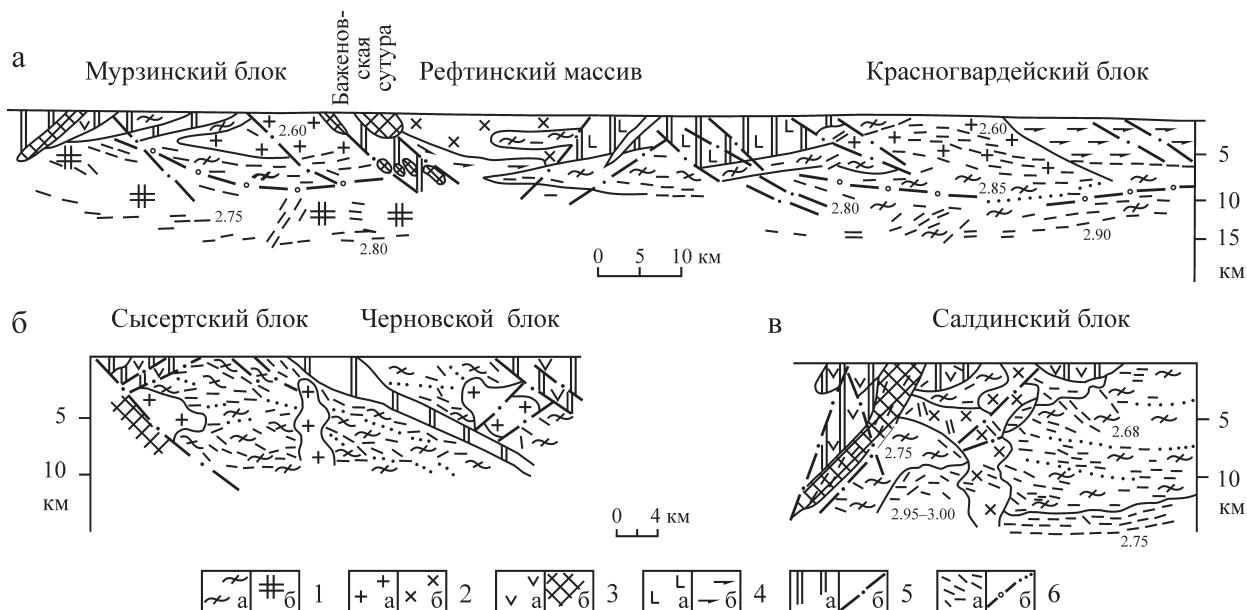 а
Мурзинский блок
Баженов-
ская
сутура
Рефтинский массив
Красногвардейский блок
2.60
2.60
5
2.85
10
2.75
2.80
2.80
2.90
15
км
0 5 10 км
б
Сысертский блок
Черновской блок
в
Салдинский блок
5
5
2.68
2.75
10
10
км
2.95–3.00
км
2.75
0 4 км
а б 1 а б 2 а б 3 а б 4 а б 5 а б 6